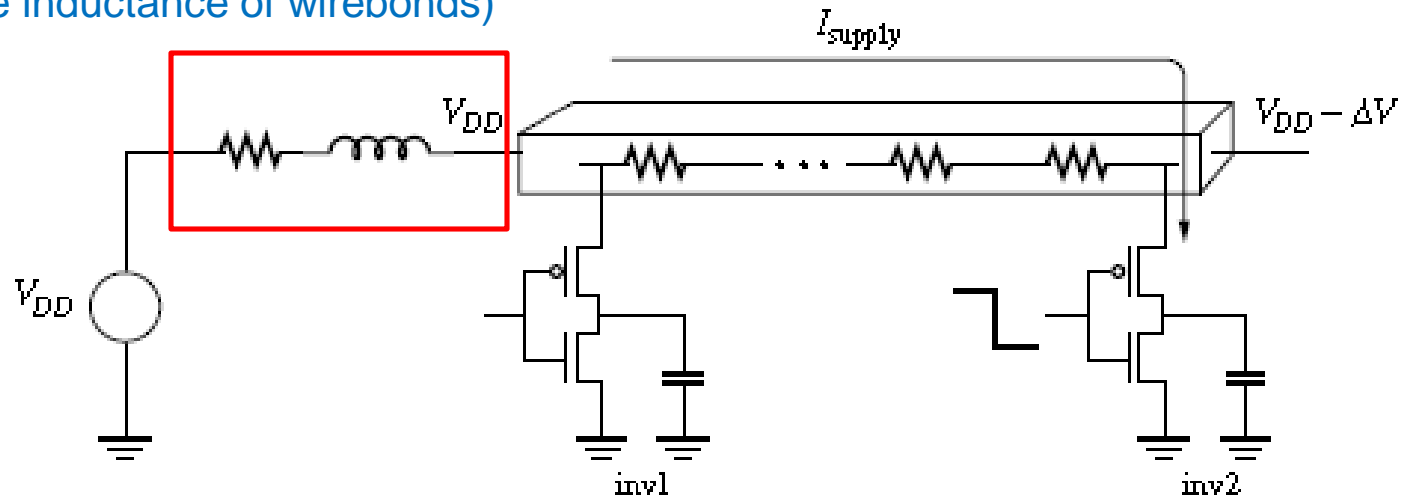 e inductance of wirebonds)
I_supply
V_DD
V_DD − ΔV
V_DD
inv1
inv2